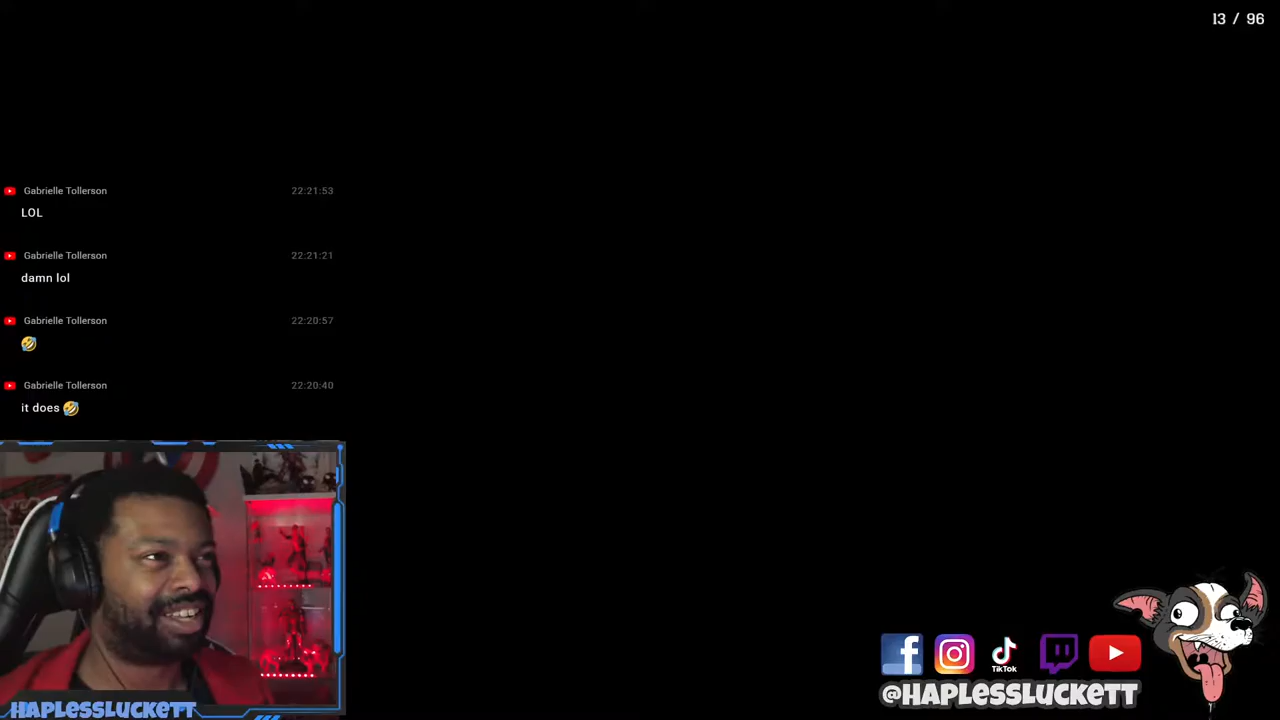 13 / 96
Gabrielle Tollerson 22:21:53
LOL
Gabrielle Tollerson 22:21:21
damn lol
Gabrielle Tollerson 22:20:57
🤣
Gabrielle Tollerson 22:20:40
it does 🤣
HAPLESSLUCKETT
TikTok
@HAPLESSLUCKETT